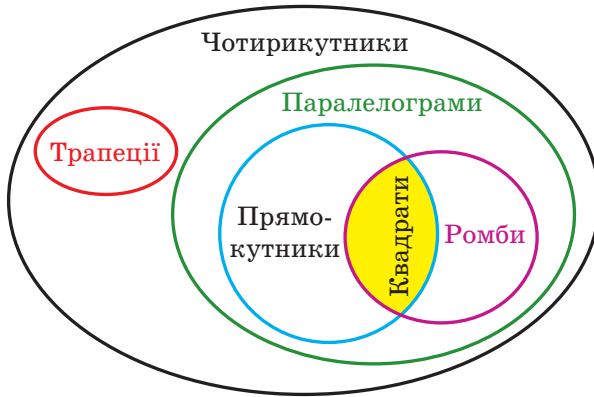 Чотирикутники
Паралелограми
Трапеції
Прямо-
кутники
Квадрати
Ромби